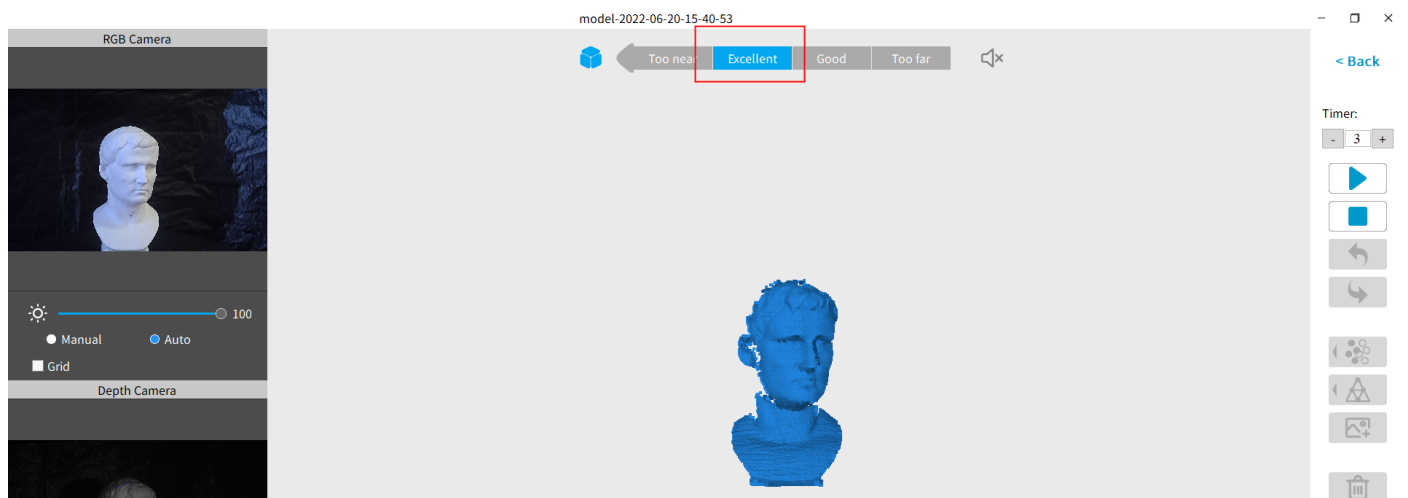 model-2022-06-20-15-40-53
RGB Camera
Too near
Excellent
Good
Too far
< Back
Timer:
- 3 +
100
Manual
Auto
Grid
Depth Camera